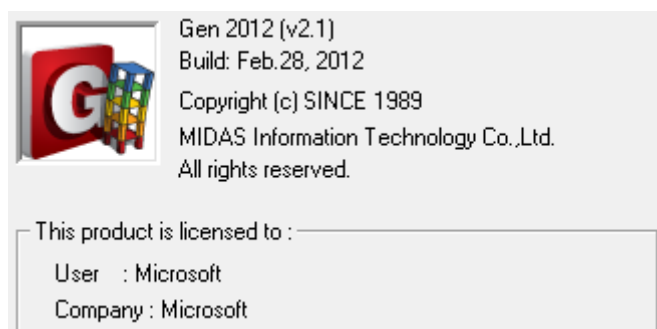 Gen 2012 (v2.1)
Build: Feb.28, 2012
Copyright (c) SINCE 1989
MIDAS Information Technology Co.,Ltd.
All rights reserved.
This product is licensed to :
User : Microsoft
Company : Microsoft